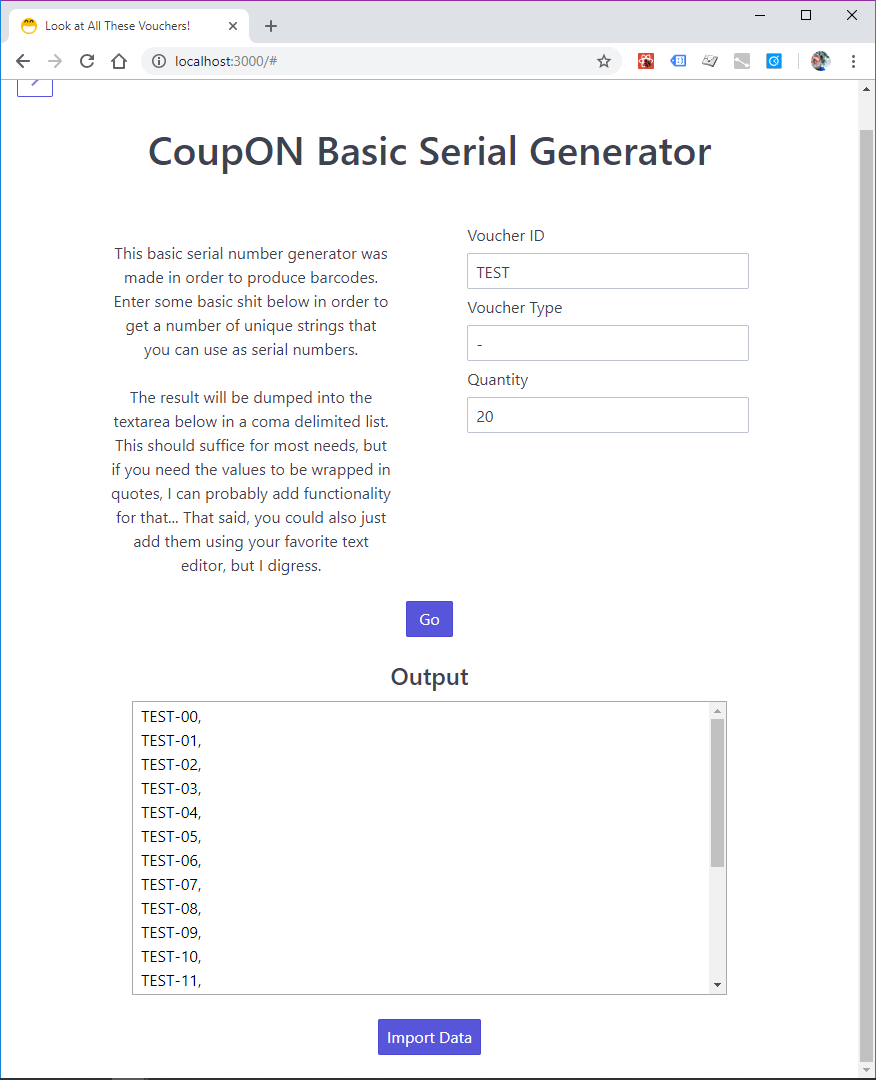 Look at All These Vouchers!
localhost:3000/#
CoupON Basic Serial Generator
This basic serial number generator was
made in order to produce barcodes.
Enter some basic shit below in order to
get a number of unique strings that
you can use as serial numbers.
The result will be dumped into the
textarea below in a coma delimited list.
This should suffice for most needs, but
if you need the values to be wrapped in
quotes, I can probably add functionality
for that... That said, you could also just
add them using your favorite text
editor, but I digress.
Voucher ID
TEST
Voucher Type
-
Quantity
20
Go
Output
TEST-00,
TEST-01,
TEST-02,
TEST-03,
TEST-04,
TEST-05,
TEST-06,
TEST-07,
TEST-08,
TEST-09,
TEST-10,
TEST-11,
Import Data